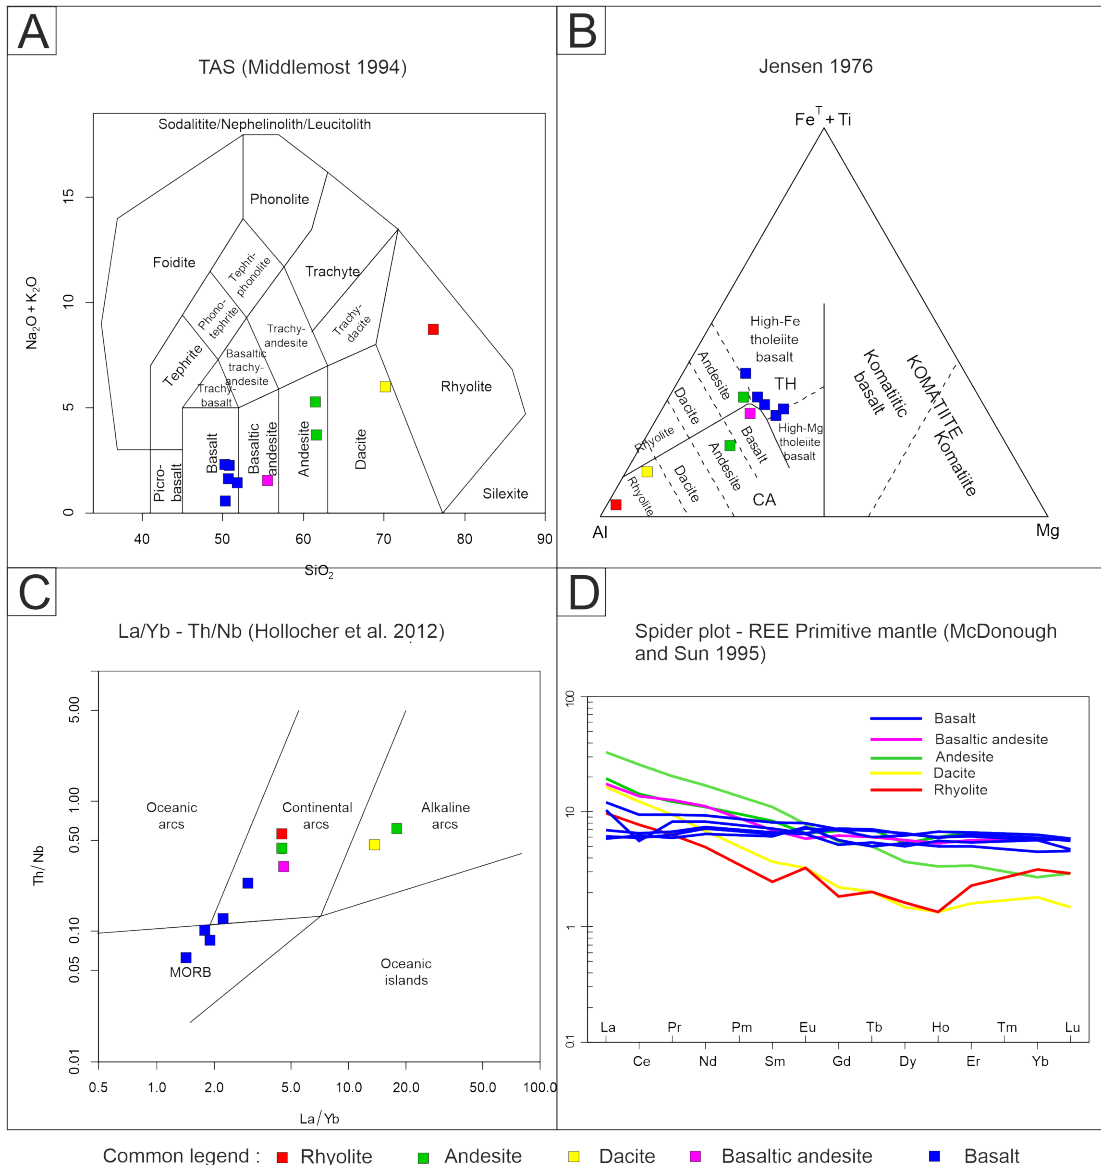 A
TAS (Middlemost 1994)
Sodalitite/Nephelinolith/Leucitolith
Phonolite
Foidite
Tephri-
phonolite
Trachyte
Phono-
tephrite
Trachy-
andesite
Trachy-
dacite
Tephrite
Basaltic
trachy-
andesite
Trachy-
basalt
Rhyolite
Picro-
basalt
Basalt
Basaltic
andesite
Andesite
Dacite
Silexite
Na₂O + K₂O
0
5
10
15
40
50
60
70
80
90
SiO₂
B
Jensen 1976
Feᵀ + Ti
High-Fe
tholeiite
basalt
TH
Andesite
Dacite
Rhyolite
Basalt
High-Mg
tholeiite
basalt
Komatiitic
basalt
KOMATIITE
Komatiite
Andesite
Dacite
Rhyolite
CA
Al
Mg
C
La/Yb - Th/Nb (Hollocher et al. 2012)
Oceanic
arcs
Continental
arcs
Alkaline
arcs
MORB
Oceanic
islands
Th/Nb
5.00
1.00
0.50
0.10
0.05
0.01
0.5
1.0
2.0
5.0
10.0
20.0
50.0
100.0
La/Yb
D
Spider plot - REE Primitive mantle (McDonough
and Sun 1995)
100
10
1
0.1
Basalt
Basaltic andesite
Andesite
Dacite
Rhyolite
La Pr Pm Eu Tb Ho Tm Lu
Ce Nd Sm Gd Dy Er Yb
Common legend : Rhyolite Andesite Dacite Basaltic andesite Basalt